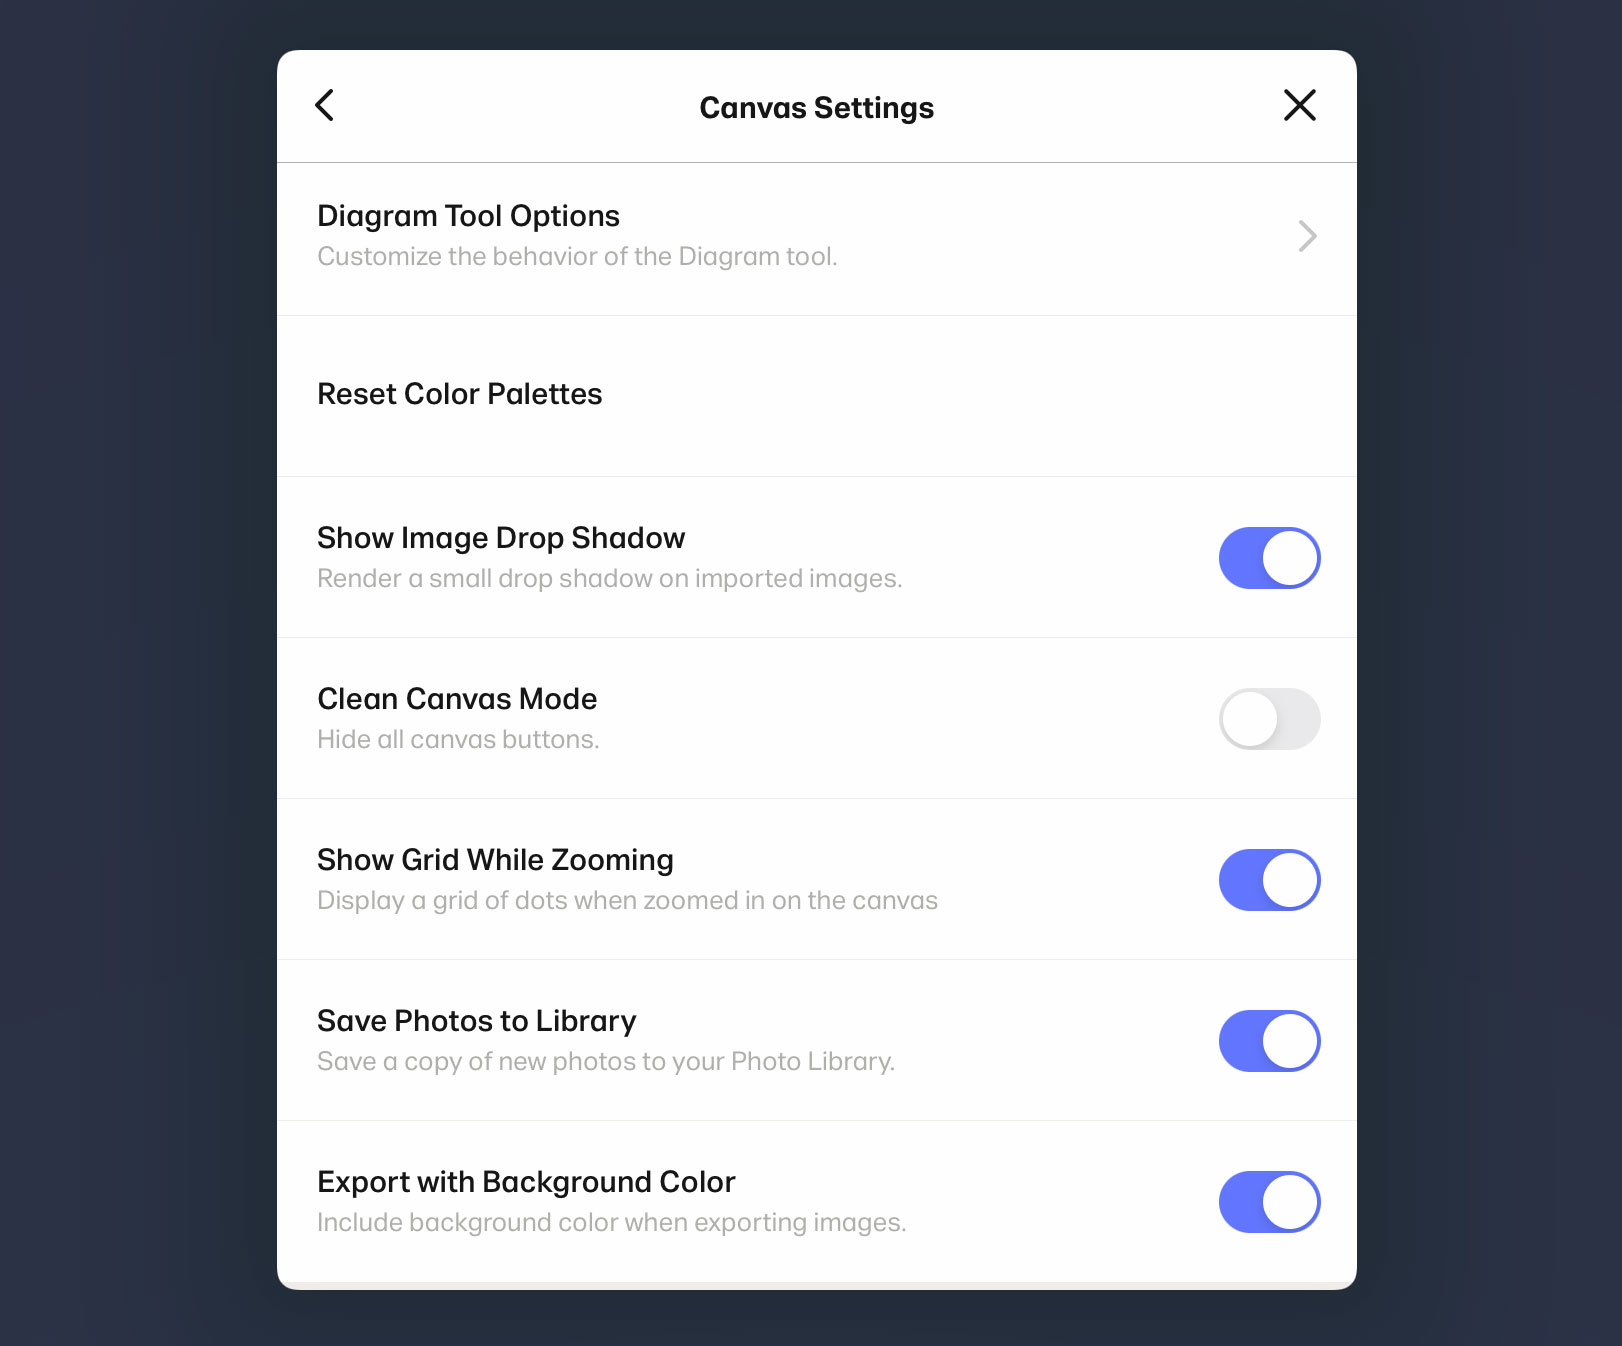 Canvas Settings
Diagram Tool Options
Customize the behavior of the Diagram tool.
Reset Color Palettes
Show Image Drop Shadow
Render a small drop shadow on imported images.
Clean Canvas Mode
Hide all canvas buttons.
Show Grid While Zooming
Display a grid of dots when zoomed in on the canvas
Save Photos to Library
Save a copy of new photos to your Photo Library.
Export with Background Color
Include background color when exporting images.